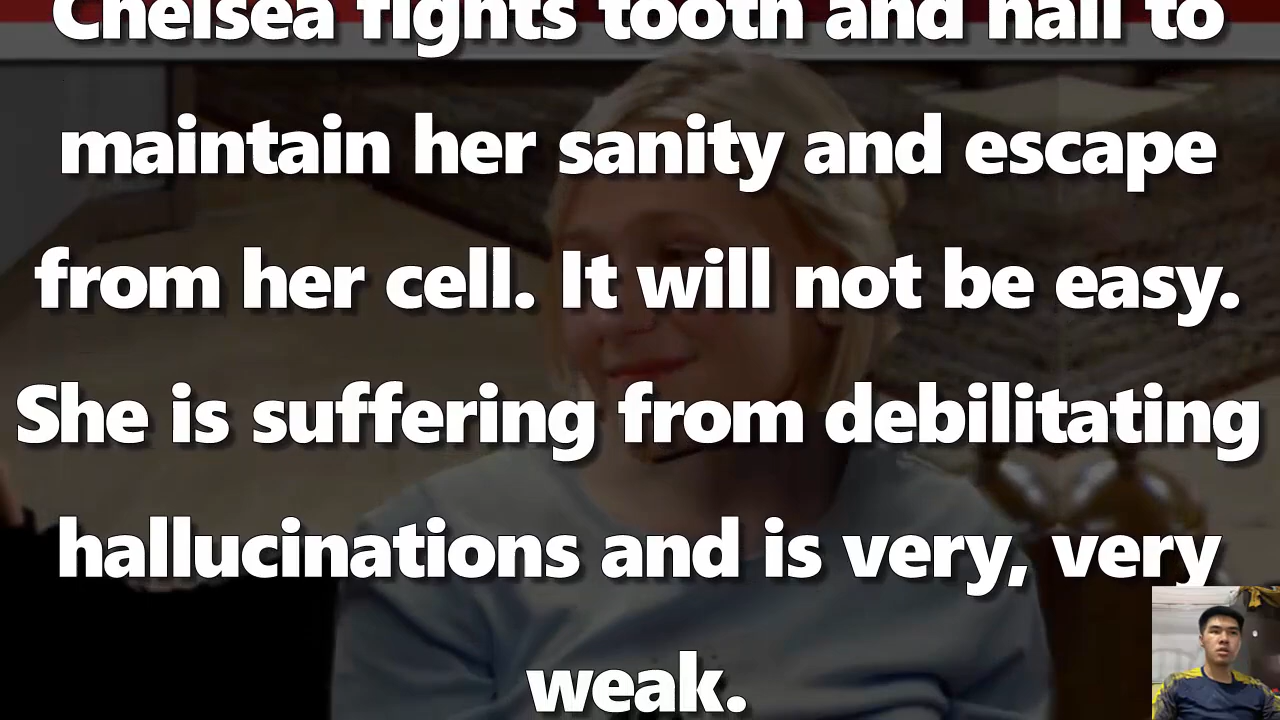 Chelsea fights tooth and nail to
maintain her sanity and escape
from her cell. It will not be easy.
She is suffering from debilitating
hallucinations and is very, very
weak.